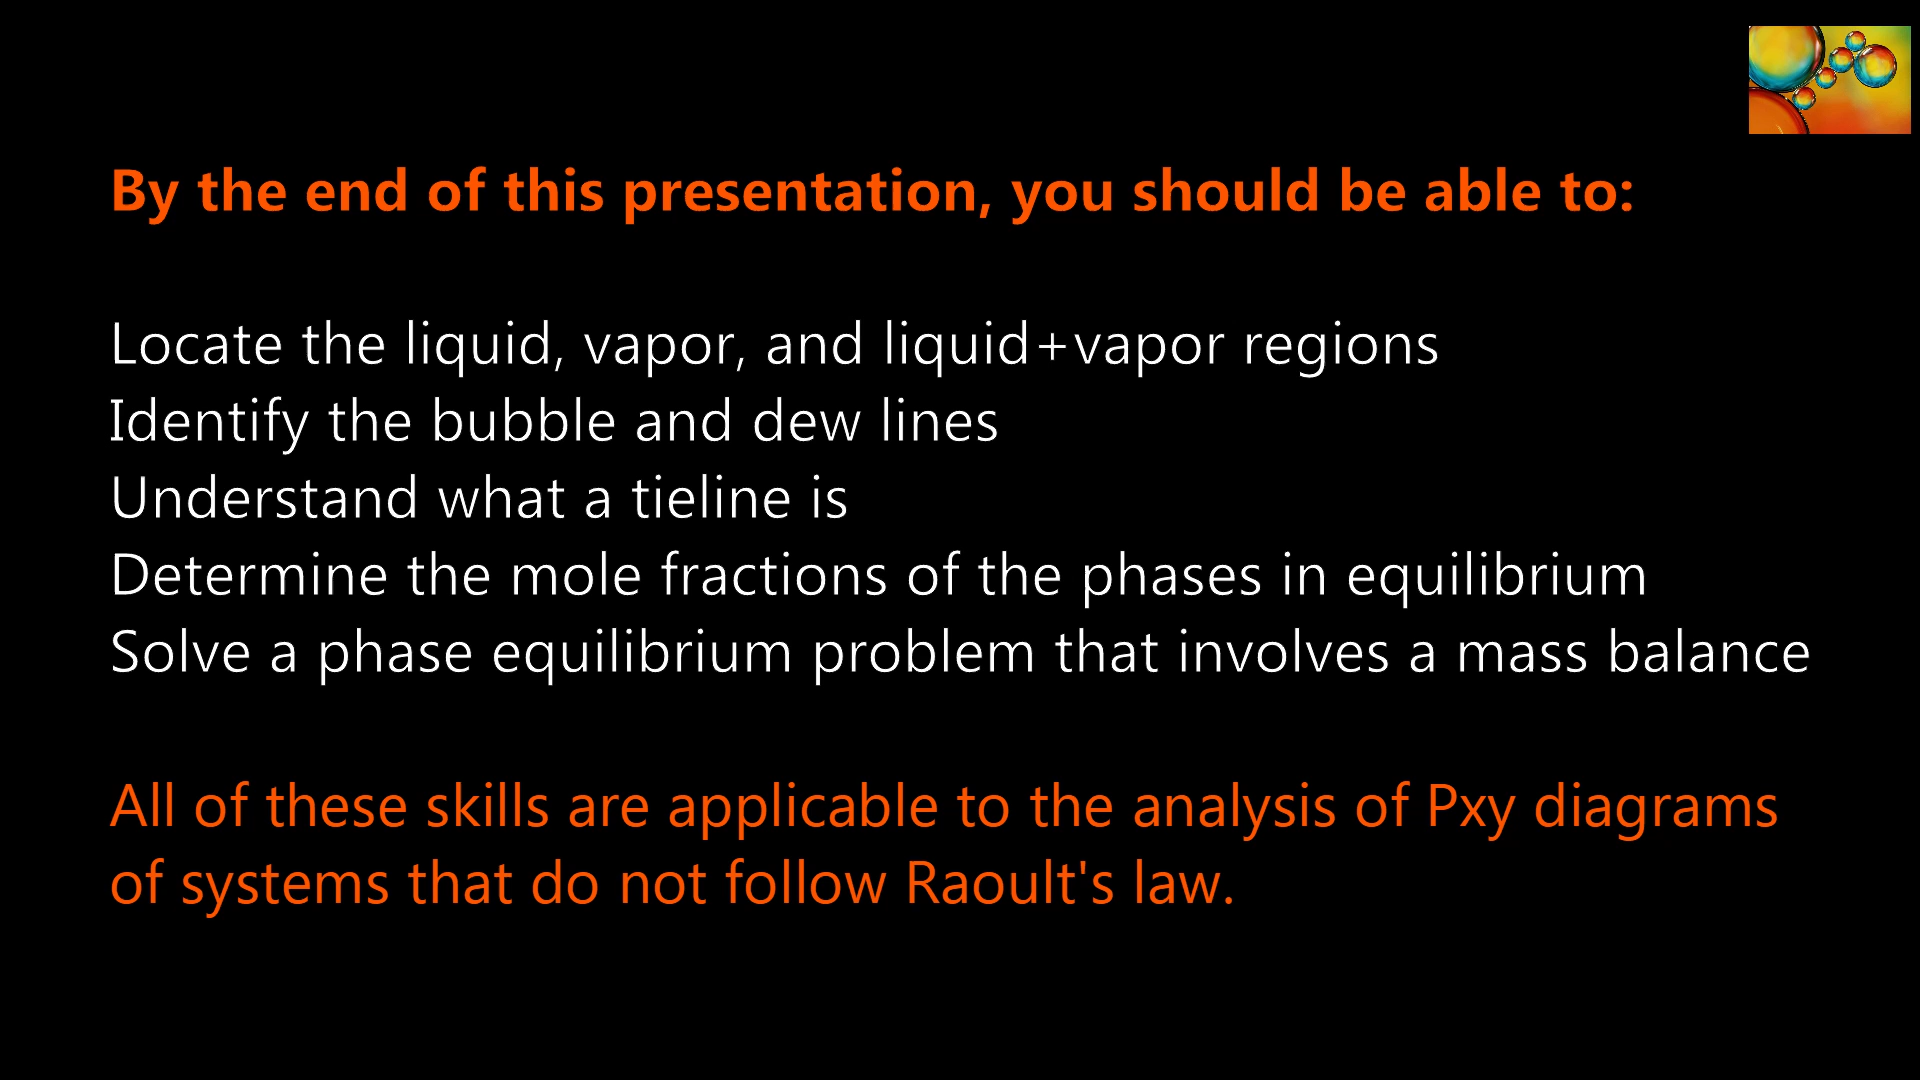 By the end of this presentation, you should be able to:
Locate the liquid, vapor, and liquid+vapor regions
Identify the bubble and dew lines
Understand what a tieline is
Determine the mole fractions of the phases in equilibrium
Solve a phase equilibrium problem that involves a mass balance
All of these skills are applicable to the analysis of Pxy diagrams
of systems that do not follow Raoult's law.